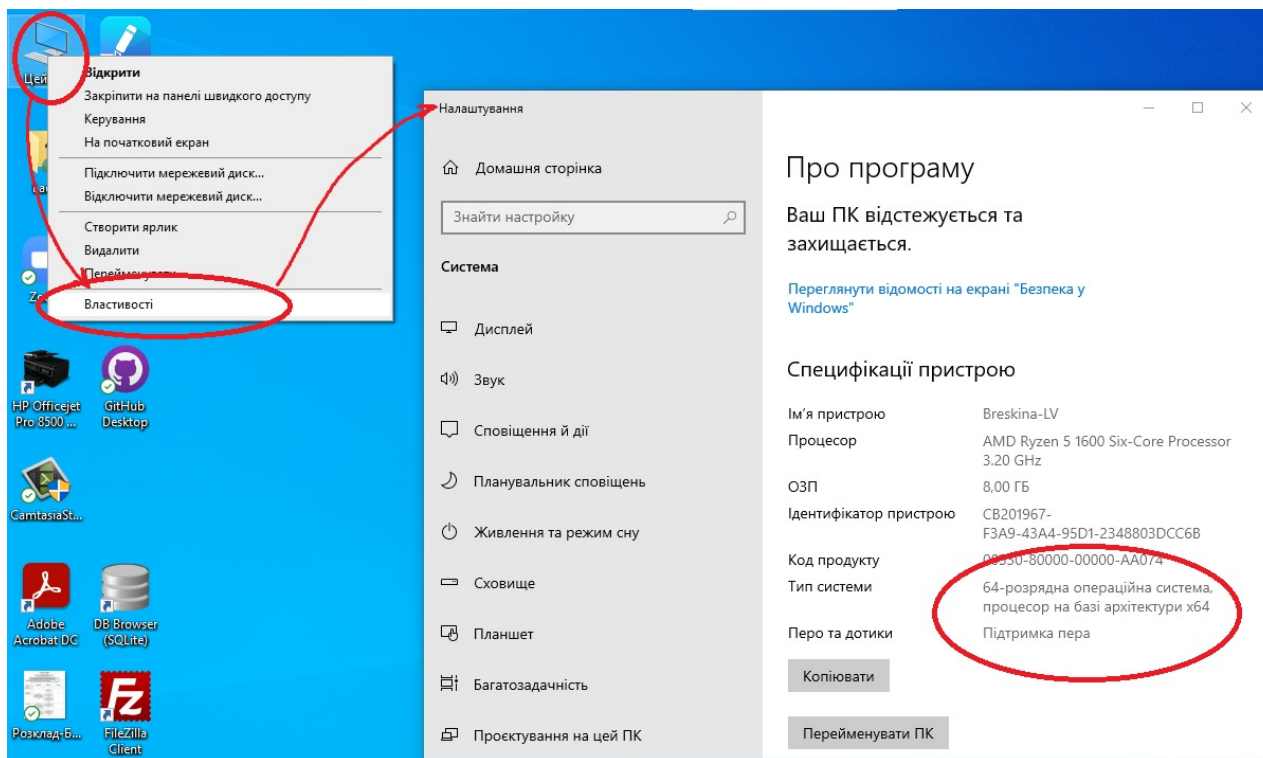 Цей
Відкрити
Закріпити на панелі швидкого доступу
Керування
На початковий екран
Підключити мережевий диск...
Відключити мережевий диск...
Створити ярлик
Видалити
Перейменувати
Властивості
HP Officejet
Pro 8500 ...
GitHub
Desktop
CamtasiaSt...
Adobe
Acrobat DC
DB Browser
(SQLite)
Розклад-Б...
FileZilla
Client
Налаштування
Домашня сторінка
Знайти настройку
Система
Дисплей
Звук
Сповіщення й дії
Планувальник сповіщень
Живлення та режим сну
Сховище
Планшет
Багатозадачність
Проєктування на цей ПК
Про програму
Ваш ПК відстежується та
захищається.
Переглянути відомості на екрані "Безпека у
Windows"
Специфікації пристрою
Ім'я пристрою Breskina-LV
Процесор AMD Ryzen 5 1600 Six-Core Processor
3.20 GHz
ОЗП 8,00 ГБ
Ідентифікатор пристрою CB201967-
F3A9-43A4-95D1-2348803DCC6B
Код продукту 00330-80000-00000-AA074
Тип системи 64-розрядна операційна система,
процесор на базі архітектури x64
Перо та дотики Підтримка пера
Копіювати
Перейменувати ПК